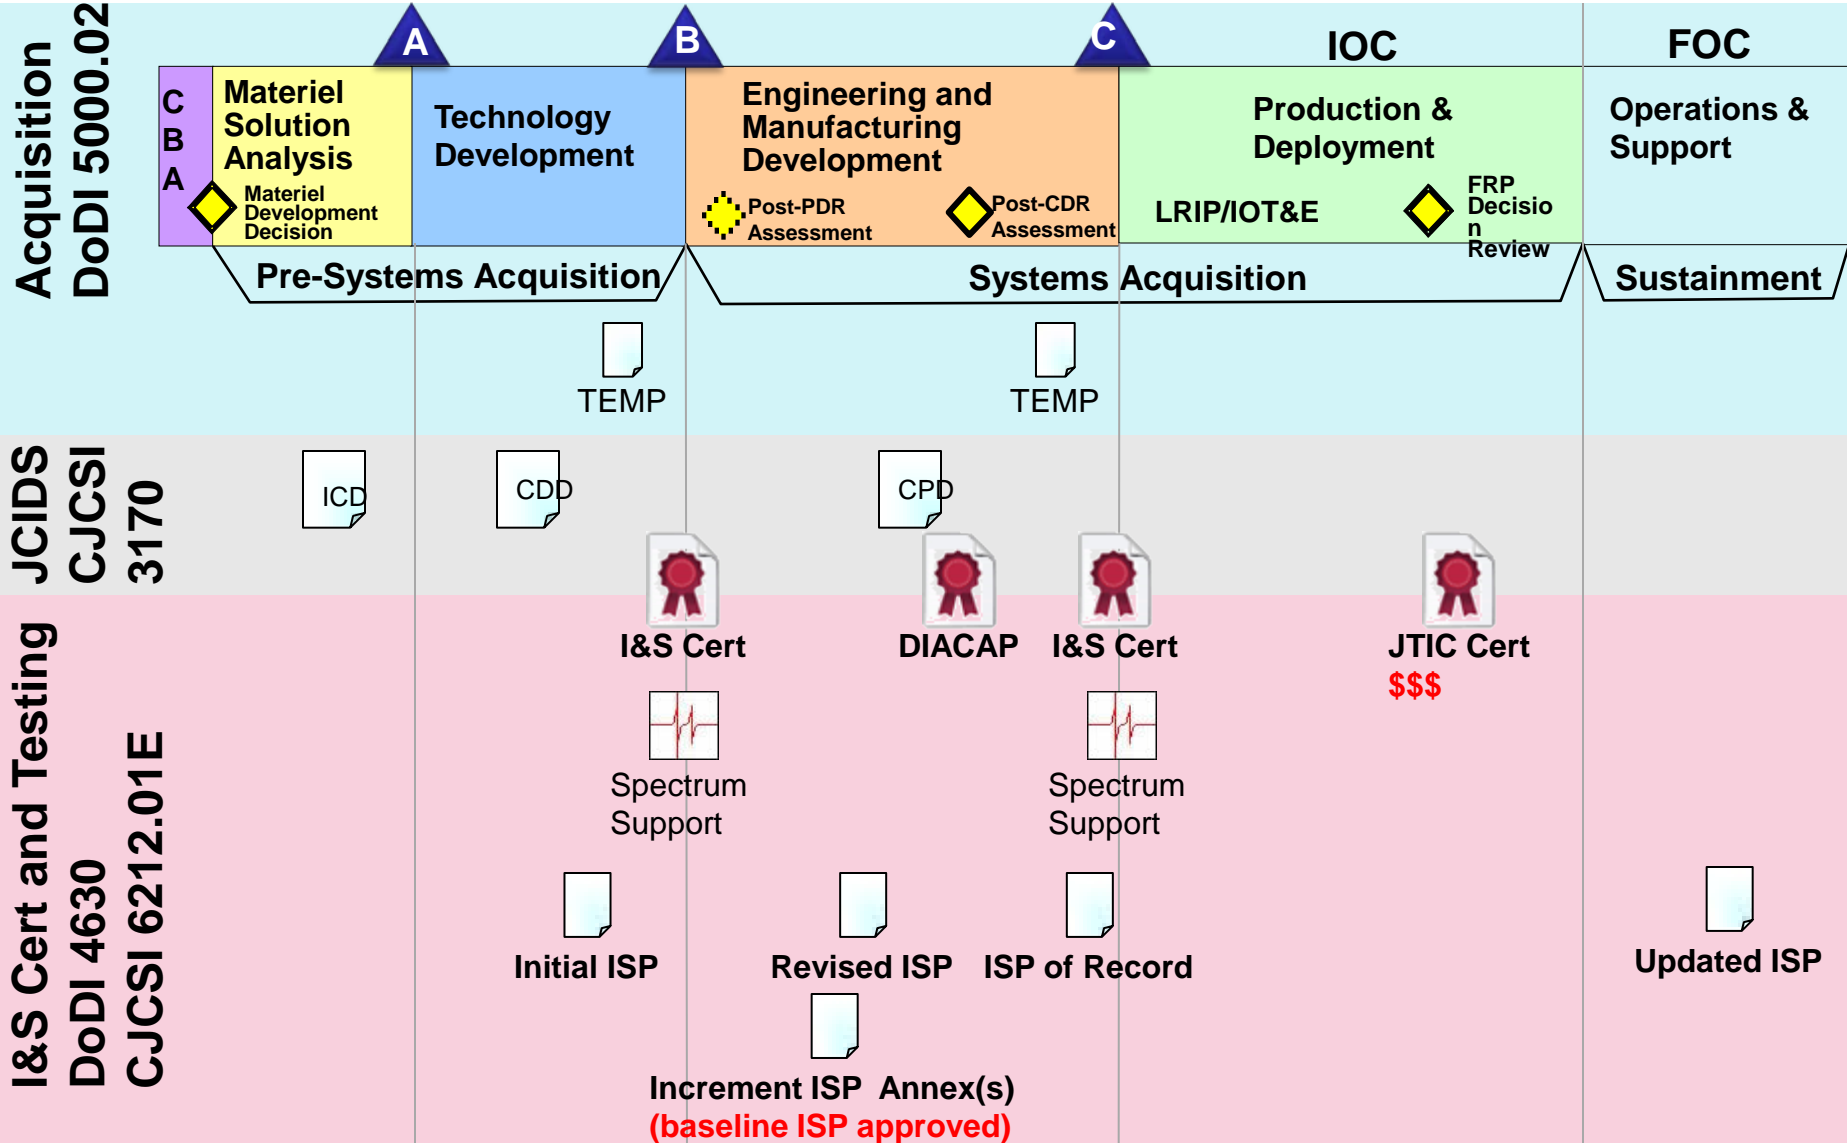 Acquisition
DoDI 5000.02
A
B
C
IOC
FOC
C
B
A
Materiel
Solution
Analysis
Materiel
Development
Decision
Technology
Development
Engineering and
Manufacturing
Development
Post-PDR
Assessment
Post-CDR
Assessment
Production &
Deployment
LRIP/IOT&E
FRP
Decisio
n
Review
Operations &
Support
Pre-Systems Acquisition
Systems Acquisition
Sustainment
TEMP
TEMP
JCIDS
CJCSI
3170
ICD
CDD
CPD
I&S Cert and Testing
DoDI 4630
CJCSI 6212.01E
I&S Cert
DIACAP
I&S Cert
JTIC Cert
$$$
Spectrum
Support
Spectrum
Support
Initial ISP
Revised ISP
ISP of Record
Updated ISP
Increment ISP  Annex(s)
(baseline ISP approved)